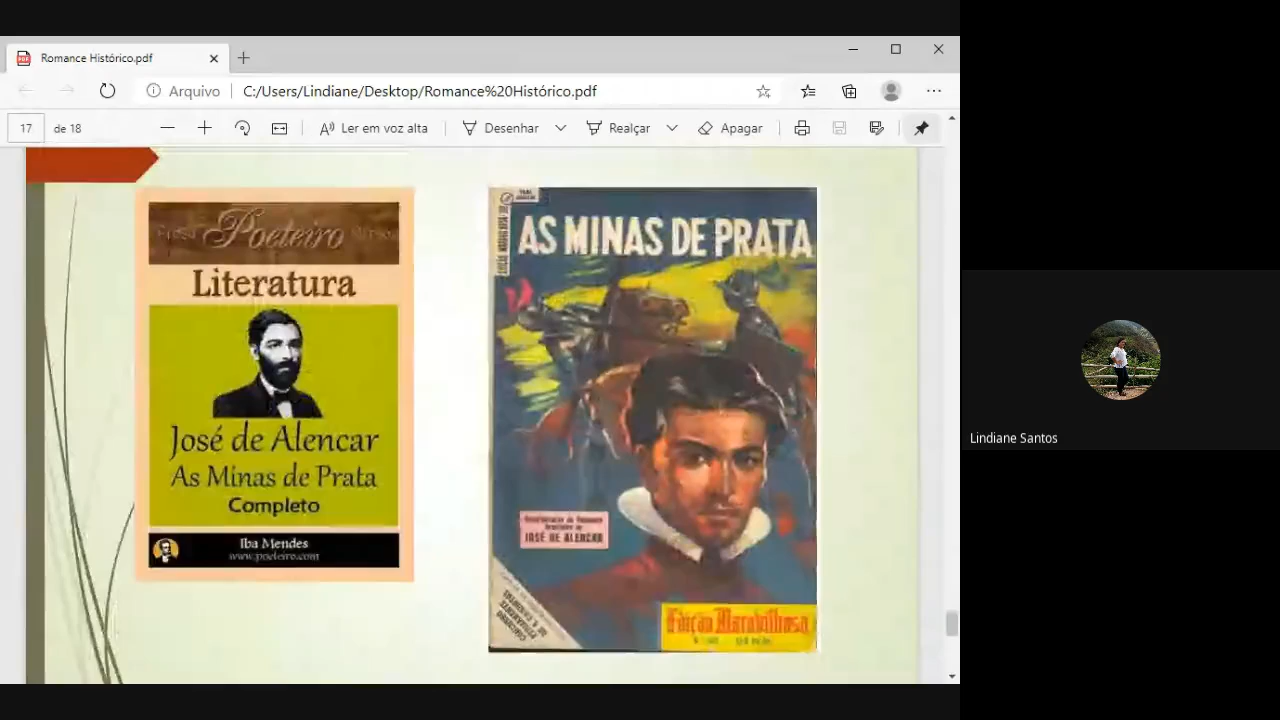 Romance Histórico.pdf
Arquivo
C:/Users/Lindiane/Desktop/Romance%20Histórico.pdf
17 de 18
Ler em voz alta
Desenhar
Realçar
Apagar
Poeteiro
Literatura
José de Alencar
As Minas de Prata
Completo
Iba Mendes
www.poeteiro.com
AS MINAS DE PRATA
JOSÉ DE ALENCAR
Edição Maravilhosa
Lindiane Santos